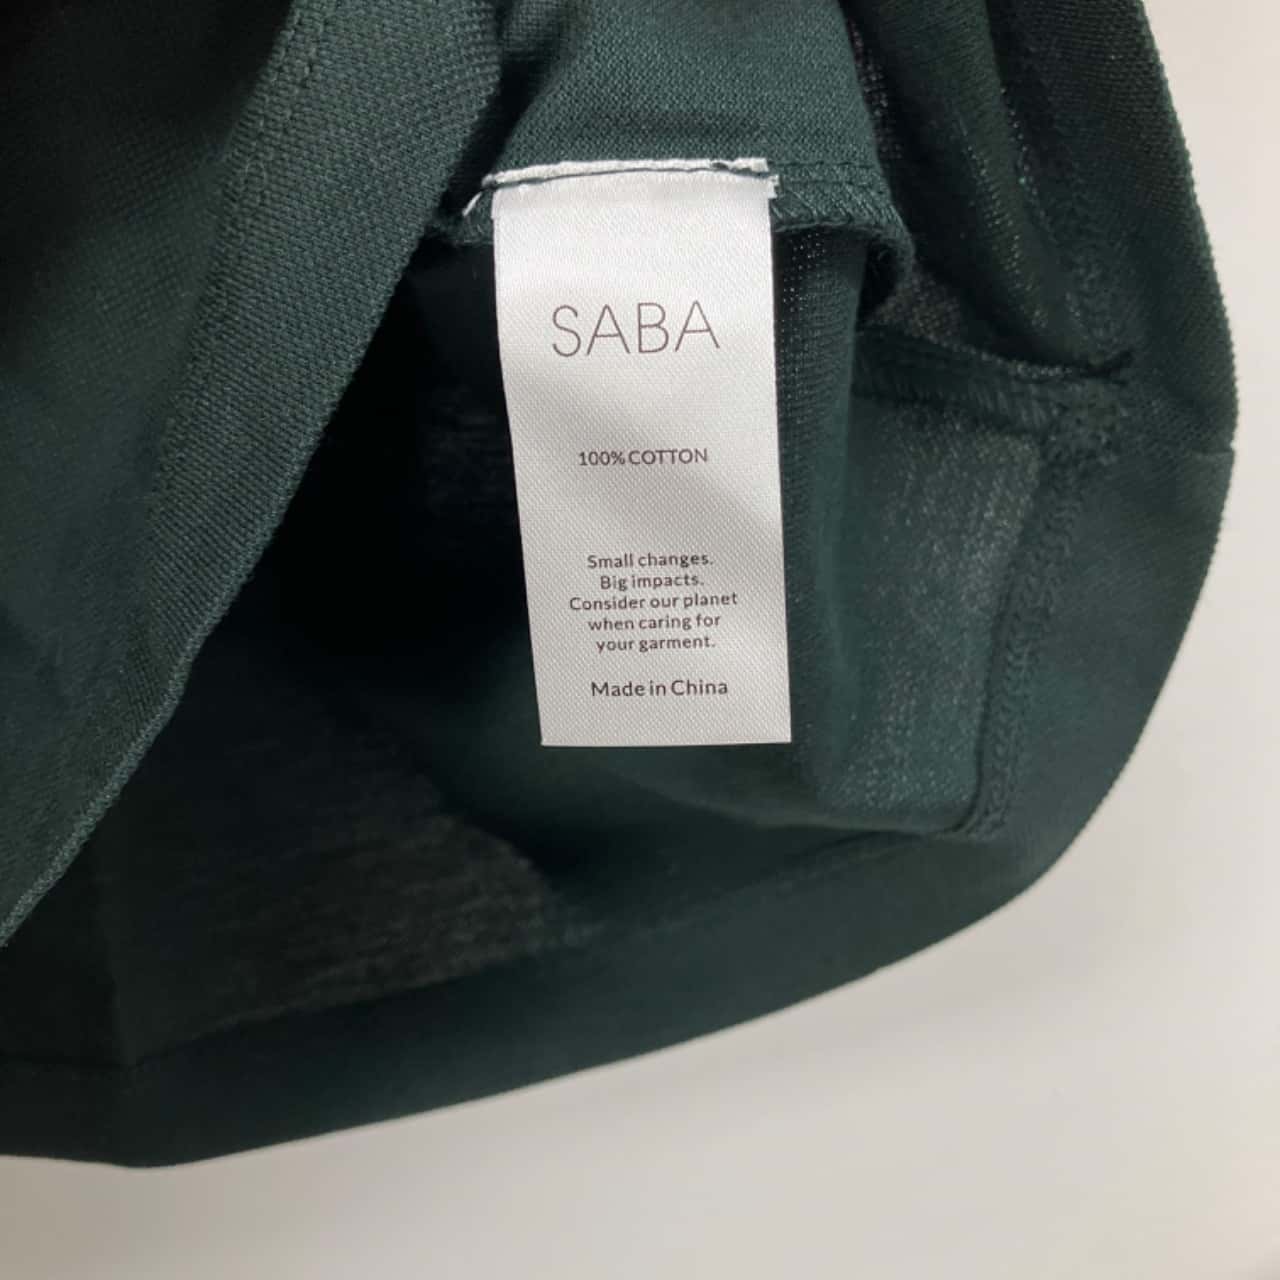 SABA
100% COTTON
Small changes.
Big impacts.
Consider our planet
when caring for
your garment.
Made in China